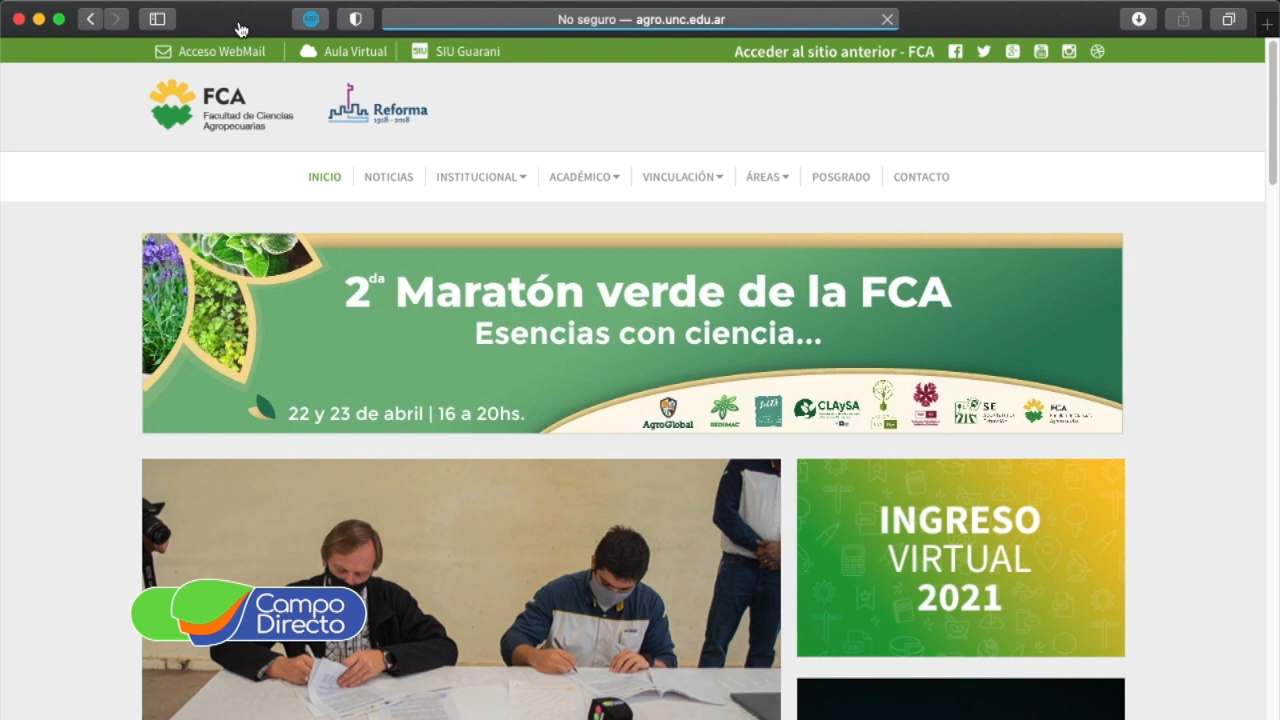 No seguro — agro.unc.edu.ar
Acceso WebMail
Aula Virtual
SIU
SIU Guarani
Acceder al sitio anterior - FCA
FCA
Facultad de Ciencias
Agropecuarias
Reforma
1918 - 2018
INICIO
NOTICIAS
INSTITUCIONAL
ACADÉMICO
VINCULACIÓN
ÁREAS
POSGRADO
CONTACTO
2da Maratón verde de la FCA
Esencias con ciencia...
22 y 23 de abril | 16 a 20hs.
AgroGlobal
CLAySA
FCA
INGRESO
VIRTUAL
2021
Campo
Directo